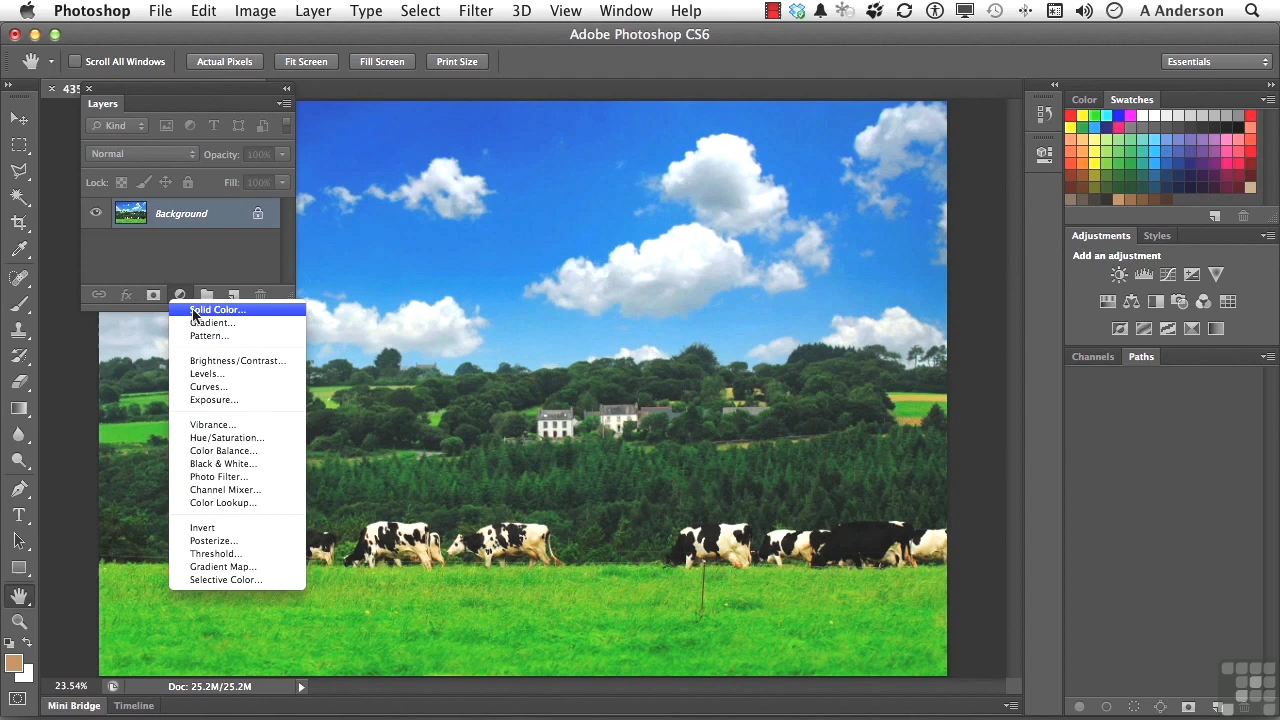 Photoshop File Edit Image Layer Type Select Filter 3D View Window Help A Anderson
Adobe Photoshop CS6
Scroll All Windows Actual Pixels Fit Screen Fill Screen Print Size Essentials
435
Layers
Kind
Normal Opacity: 100%
Lock: Fill: 100%
Background
fx
Solid Color...
Gradient...
Pattern...
Brightness/Contrast...
Levels...
Curves...
Exposure...
Vibrance...
Hue/Saturation...
Color Balance...
Black & White...
Photo Filter...
Channel Mixer...
Color Lookup...
Invert
Posterize...
Threshold...
Gradient Map...
Selective Color...
Color Swatches
Adjustments Styles
Add an adjustment
Channels Paths
23.54% Doc: 25.2M/25.2M
Mini Bridge Timeline